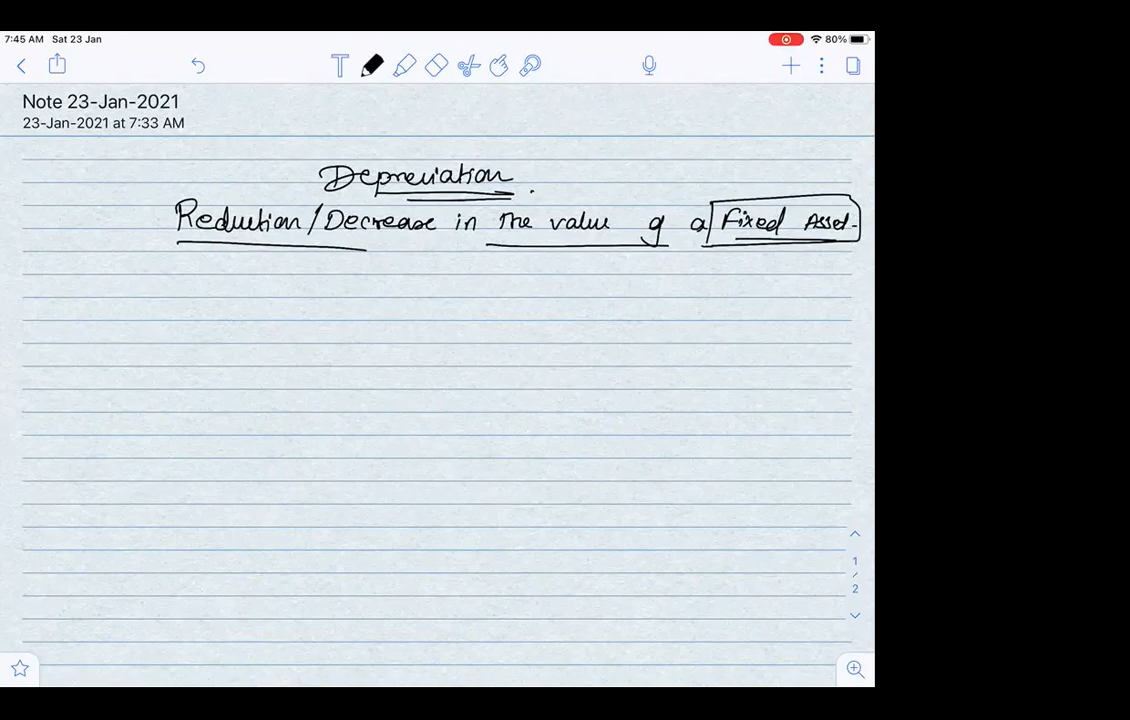 7:45 AM Sat 23 Jan
80%
Note 23-Jan-2021
23-Jan-2021 at 7:33 AM
Depreciation.
Reduction/Decrease in the value of a Fixed Asset.
1
/
2